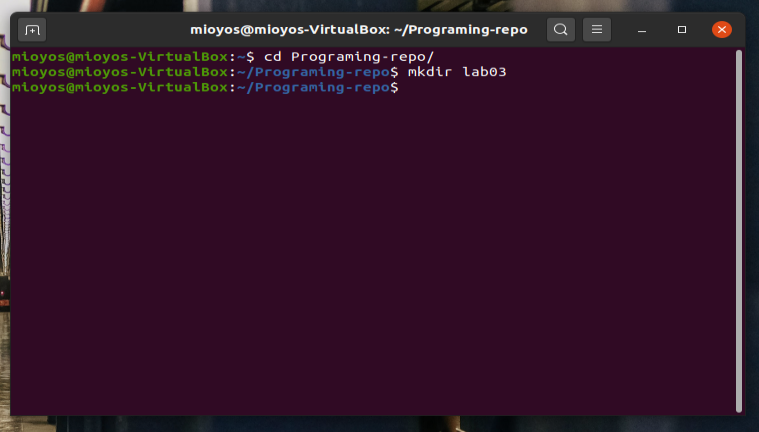 mioyos@mioyos-VirtualBox: ~/Programing-repo
mioyos@mioyos-VirtualBox:~$ cd Programing-repo/
mioyos@mioyos-VirtualBox:~/Programing-repo$ mkdir lab03
mioyos@mioyos-VirtualBox:~/Programing-repo$